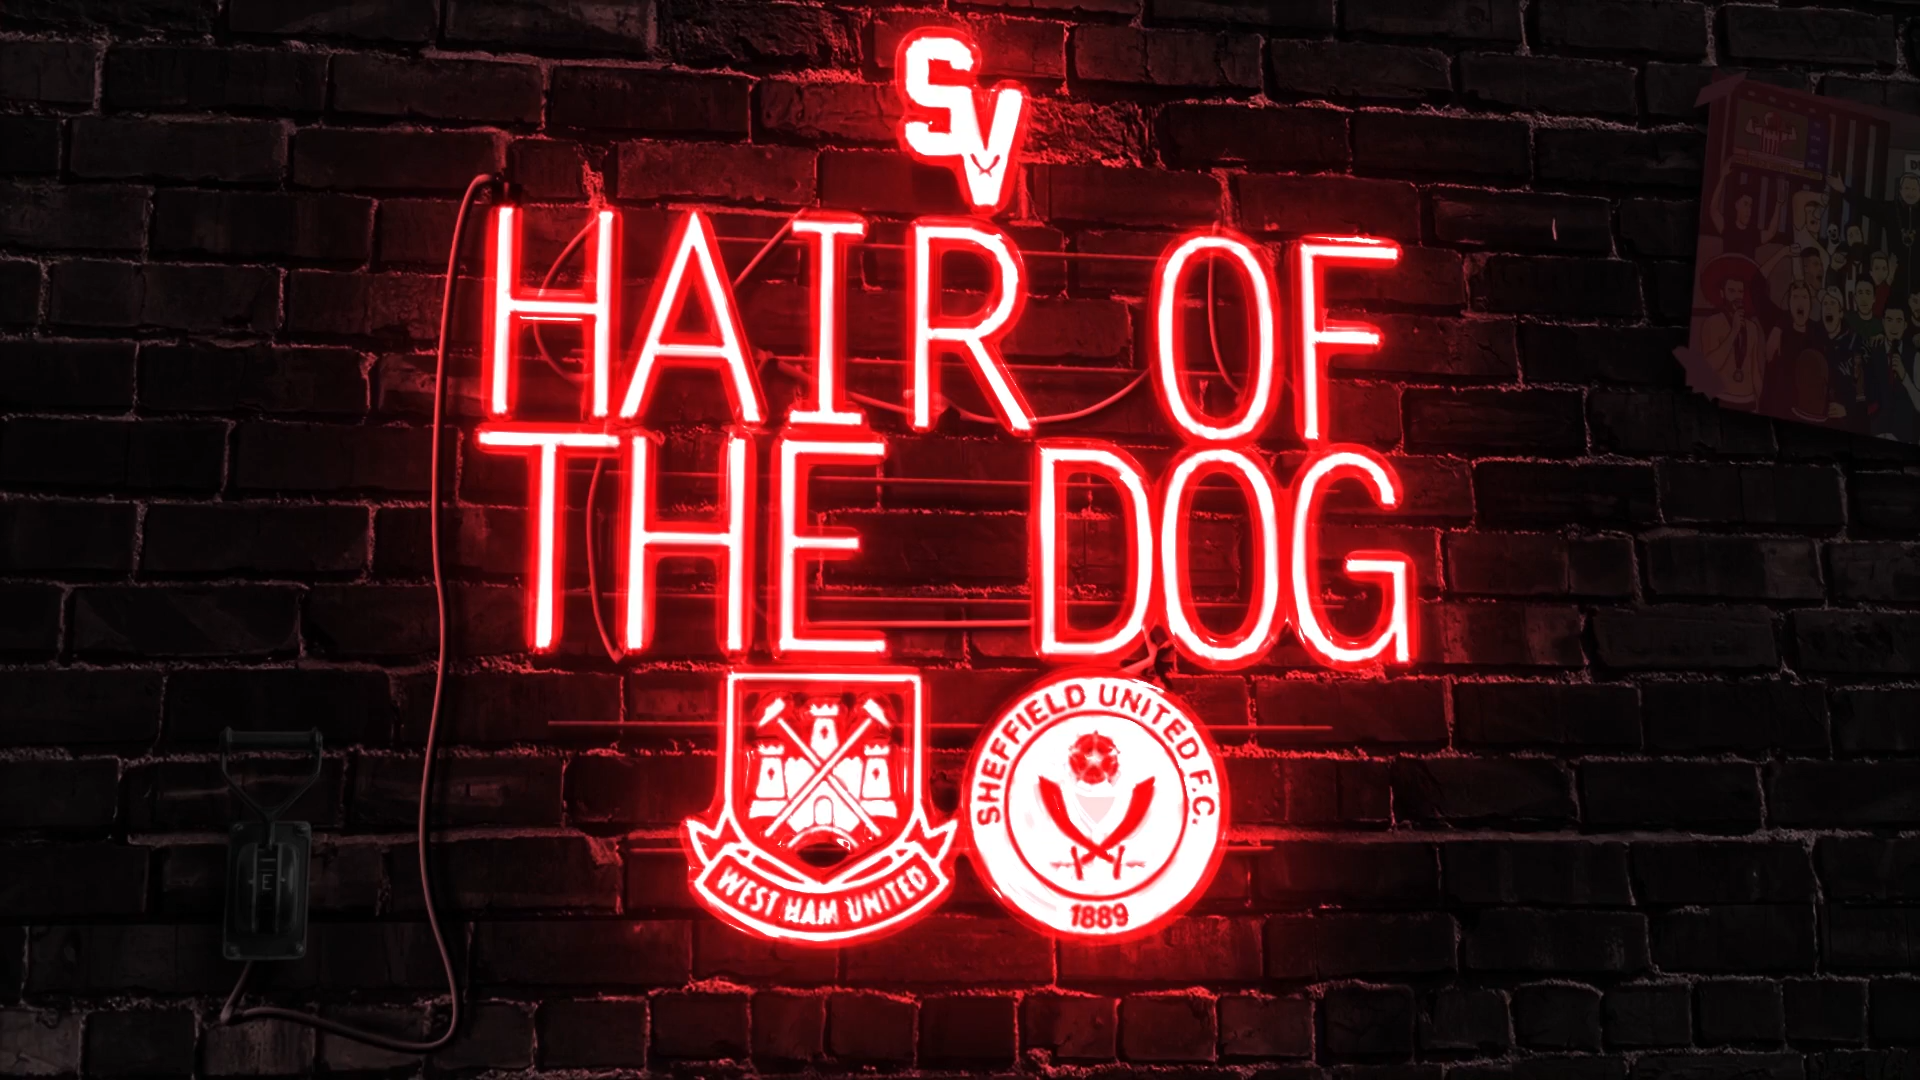 SV
HAIR OF
THE DOG
WEST HAM UNITED
SHEFFIELD UNITED F.C.
1889